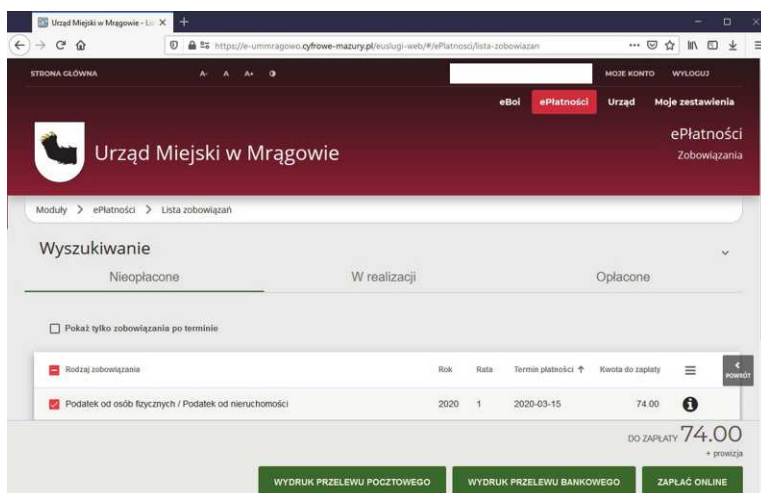 Urząd Miejski w Mrągowie - Lis
https://e-ummragowo.cyfrowe-mazury.pl/euslugi-web/#/ePlatnosci/lista-zobowiazan
STRONA GŁÓWNA A- A A+ MOJE KONTO WYLOGUJ
eBoi ePłatności Urząd Moje zestawienia
ePłatności
Urząd Miejski w Mrągowie
Zobowiązania
Moduły > ePłatności > Lista zobowiązań
Wyszukiwanie
Nieopłacone W realizacji Opłacone
Pokaż tylko zobowiązania po terminie
Rodzaj zobowiązania Rok Rata Termin płatności ↑ Kwota do zapłaty
POWRÓT
Podatek od osób fizycznych / Podatek od nieruchomości 2020 1 2020-03-15 74.00
DO ZAPŁATY 74.00
+ prowizja
WYDRUK PRZELEWU POCZTOWEGO WYDRUK PRZELEWU BANKOWEGO ZAPŁAĆ ONLINE